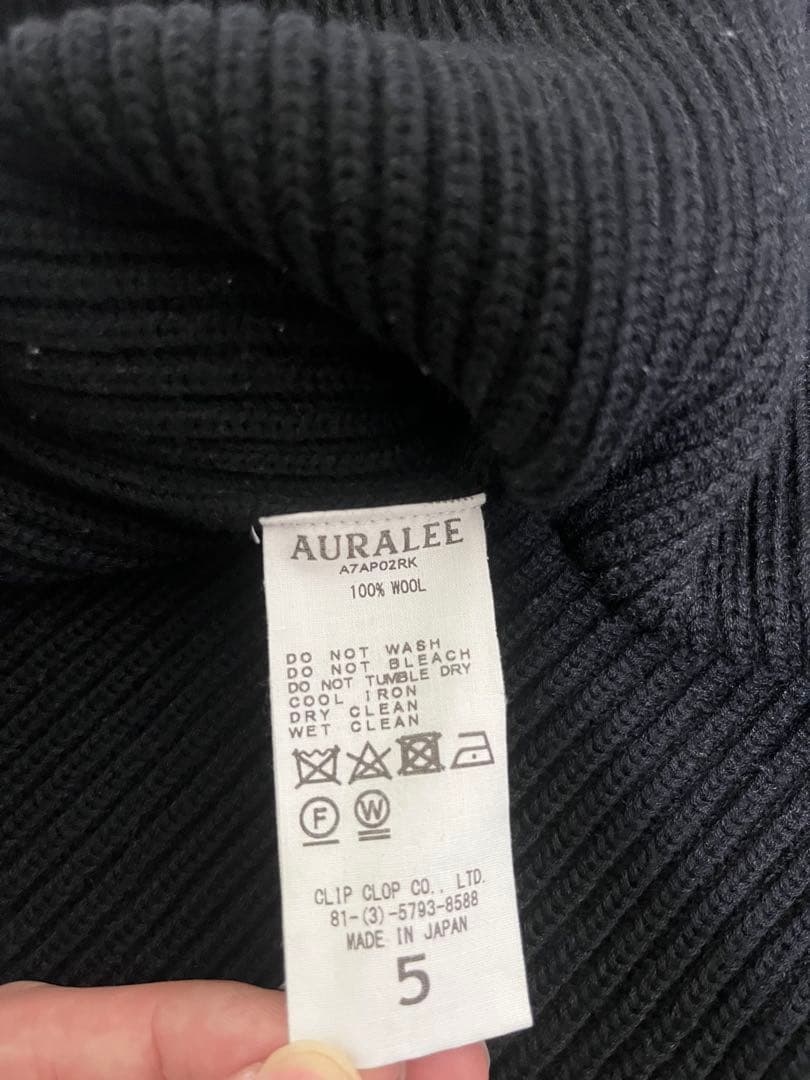 AURALEE
A7AP02RK
100% WOOL
DO NOT WASH
DO NOT BLEACH
DO NOT TUMBLE DRY
COOL IRON
DRY CLEAN
WET CLEAN
F W
CLIP CLOP CO., LTD.
81-(3)-5793-8588
MADE IN JAPAN
5